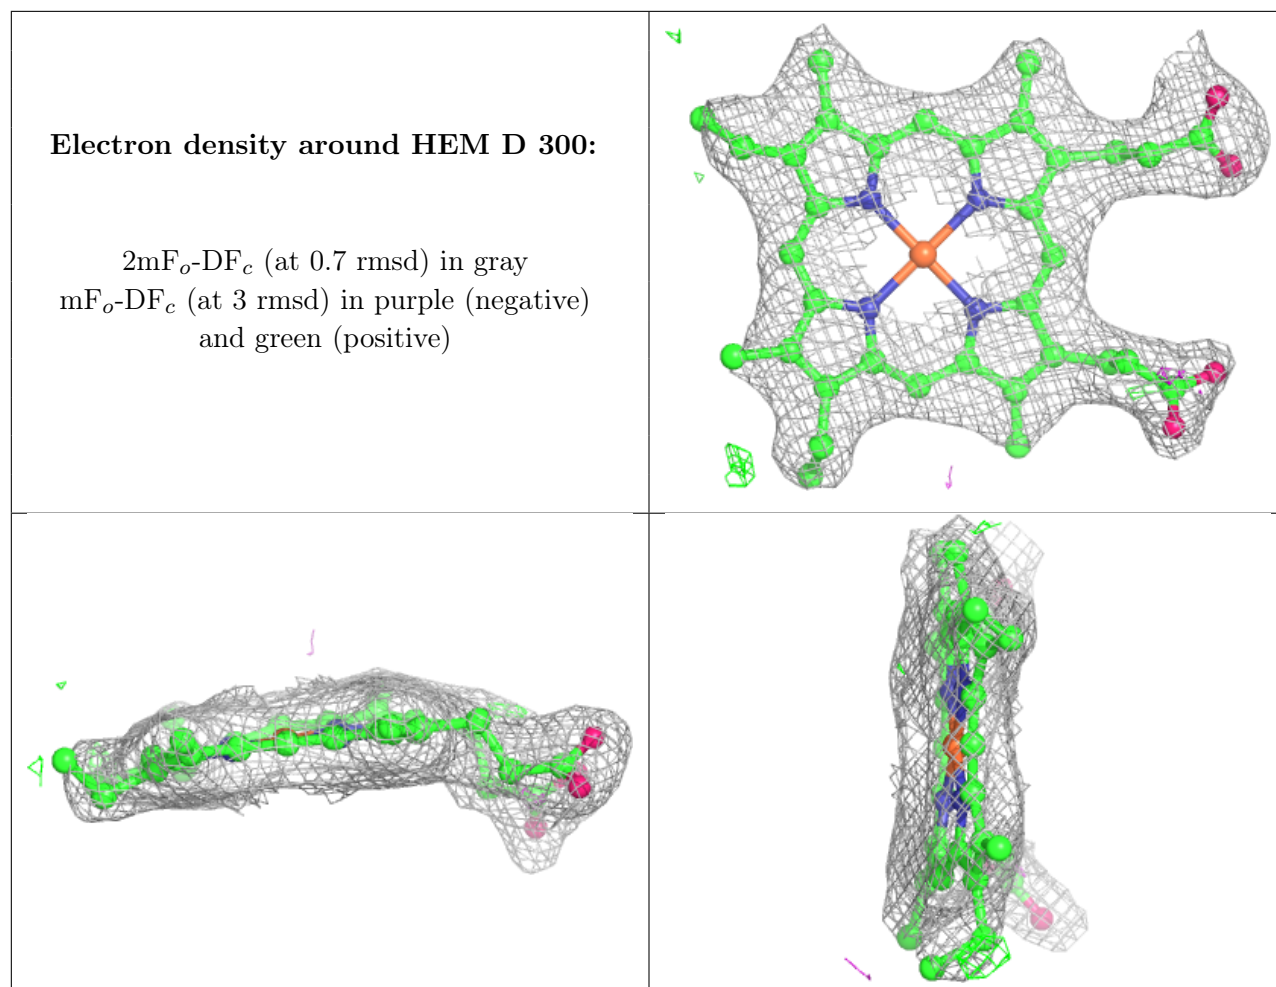 Electron density around HEM D 300:
2mFo-DFc (at 0.7 rmsd) in gray
mFo-DFc (at 3 rmsd) in purple (negative)
and green (positive)